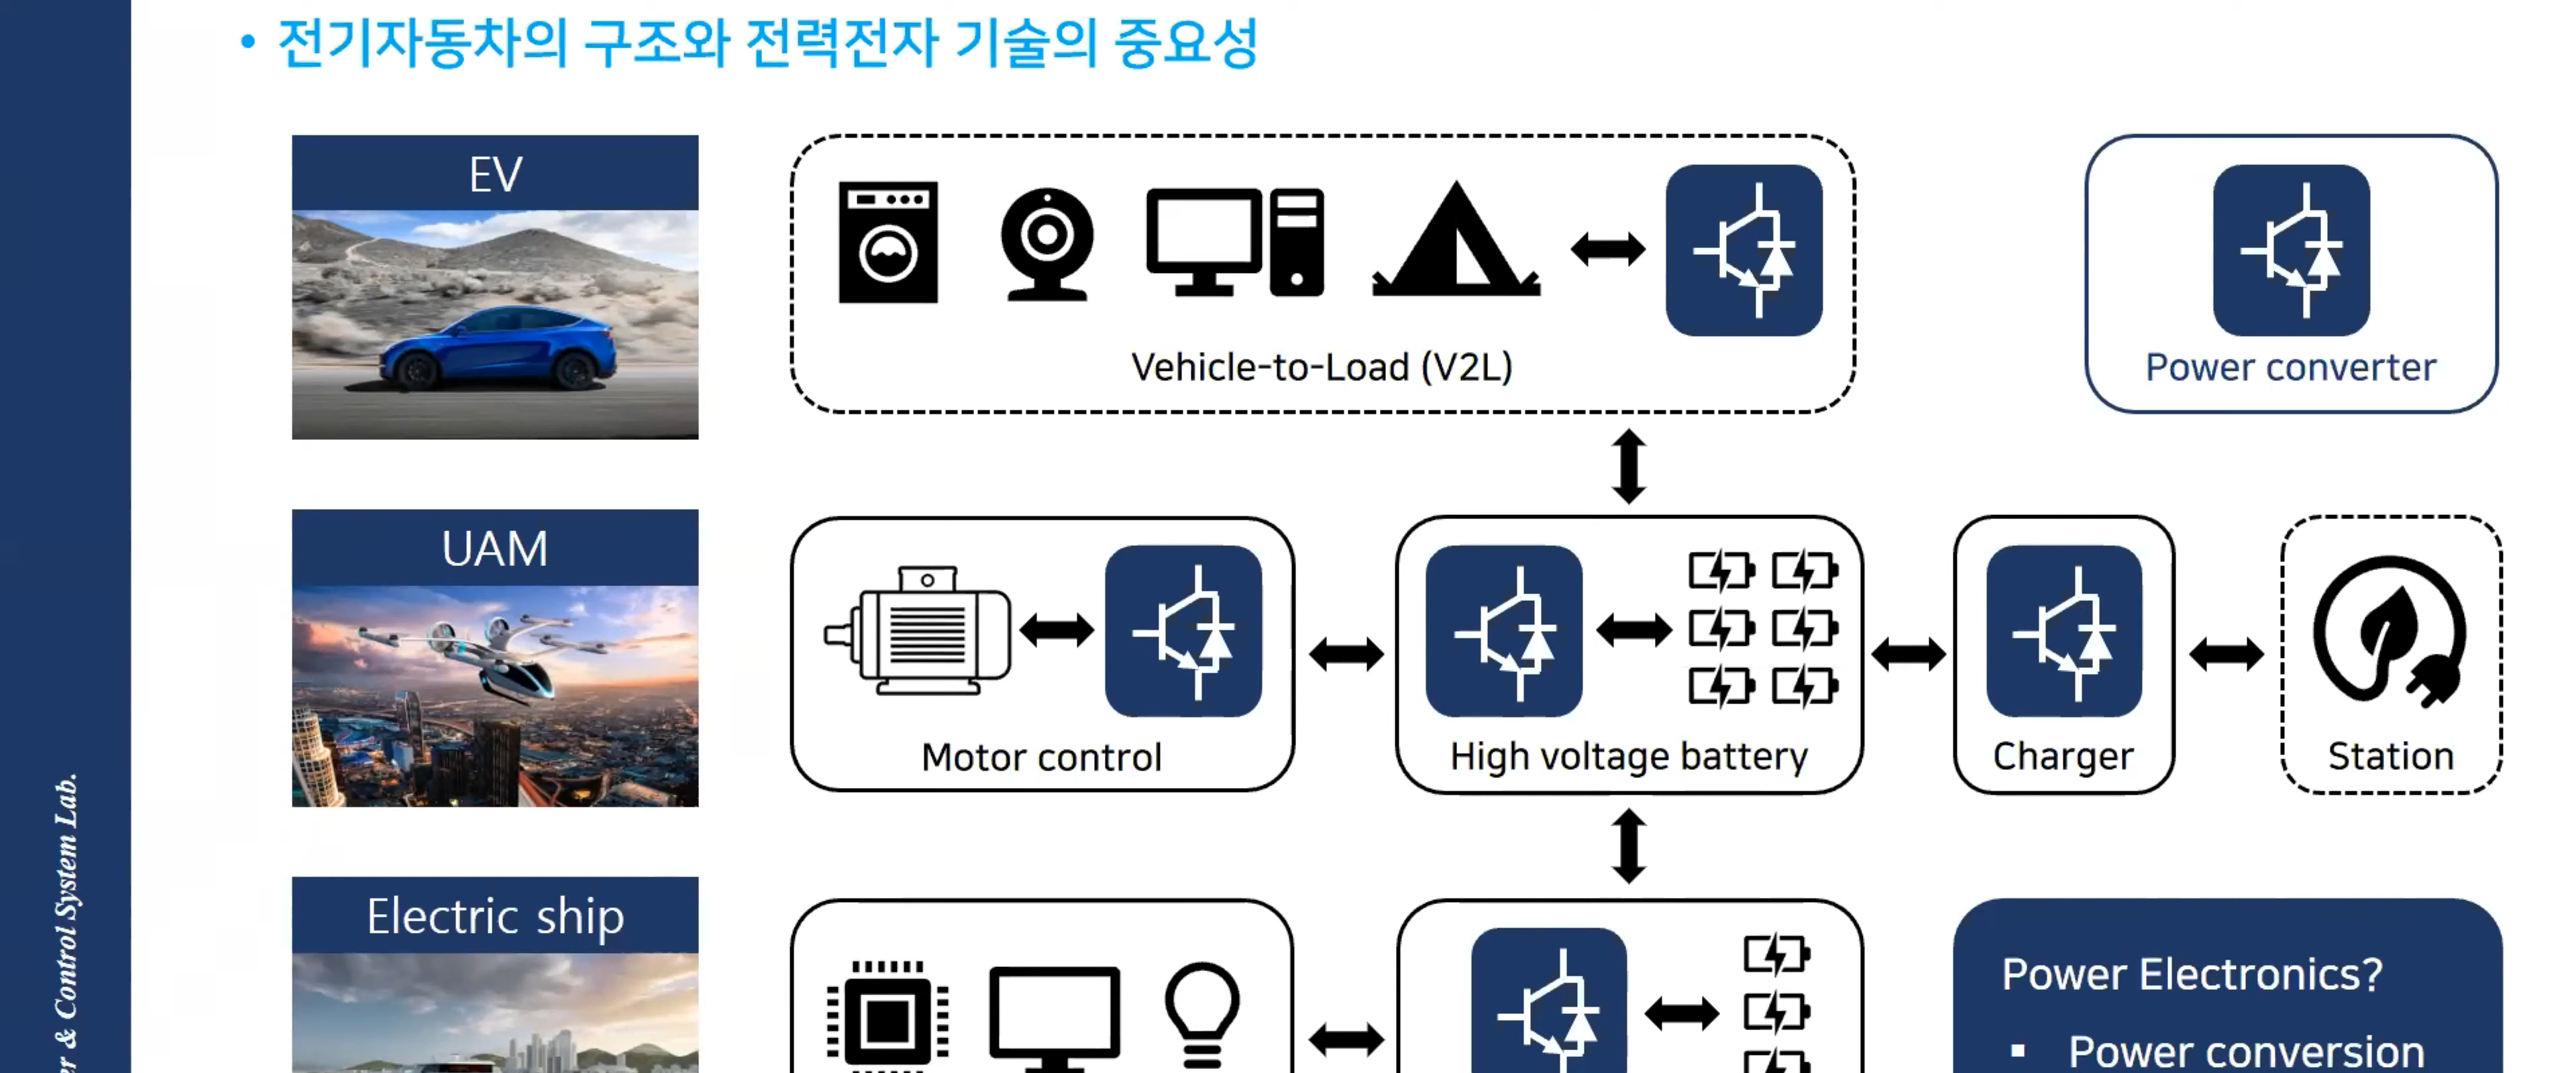 • 전기자동차의 구조와 전력전자 기술의 중요성
EV
Vehicle-to-Load (V2L)
Power converter
UAM
Motor control
High voltage battery
Charger
Station
Electric ship
Power Electronics?
▪ Power conversion
& Control System Lab.